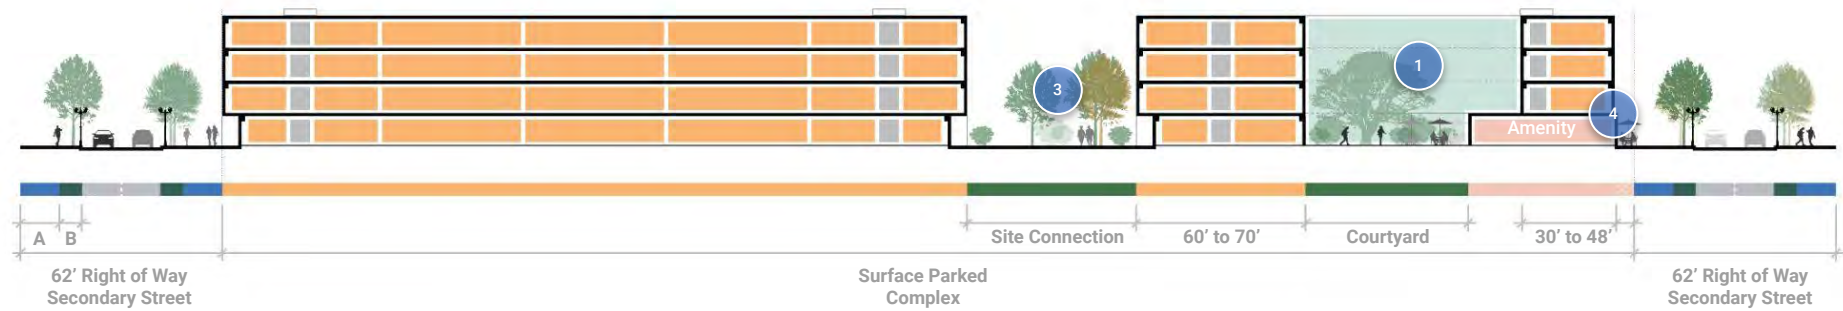 1
3
4
Amenity
A B
Site Connection
60’ to 70’
Courtyard
30’ to 48’
62’ Right of Way
Secondary Street
Surface Parked
Complex
62’ Right of Way
Secondary Street